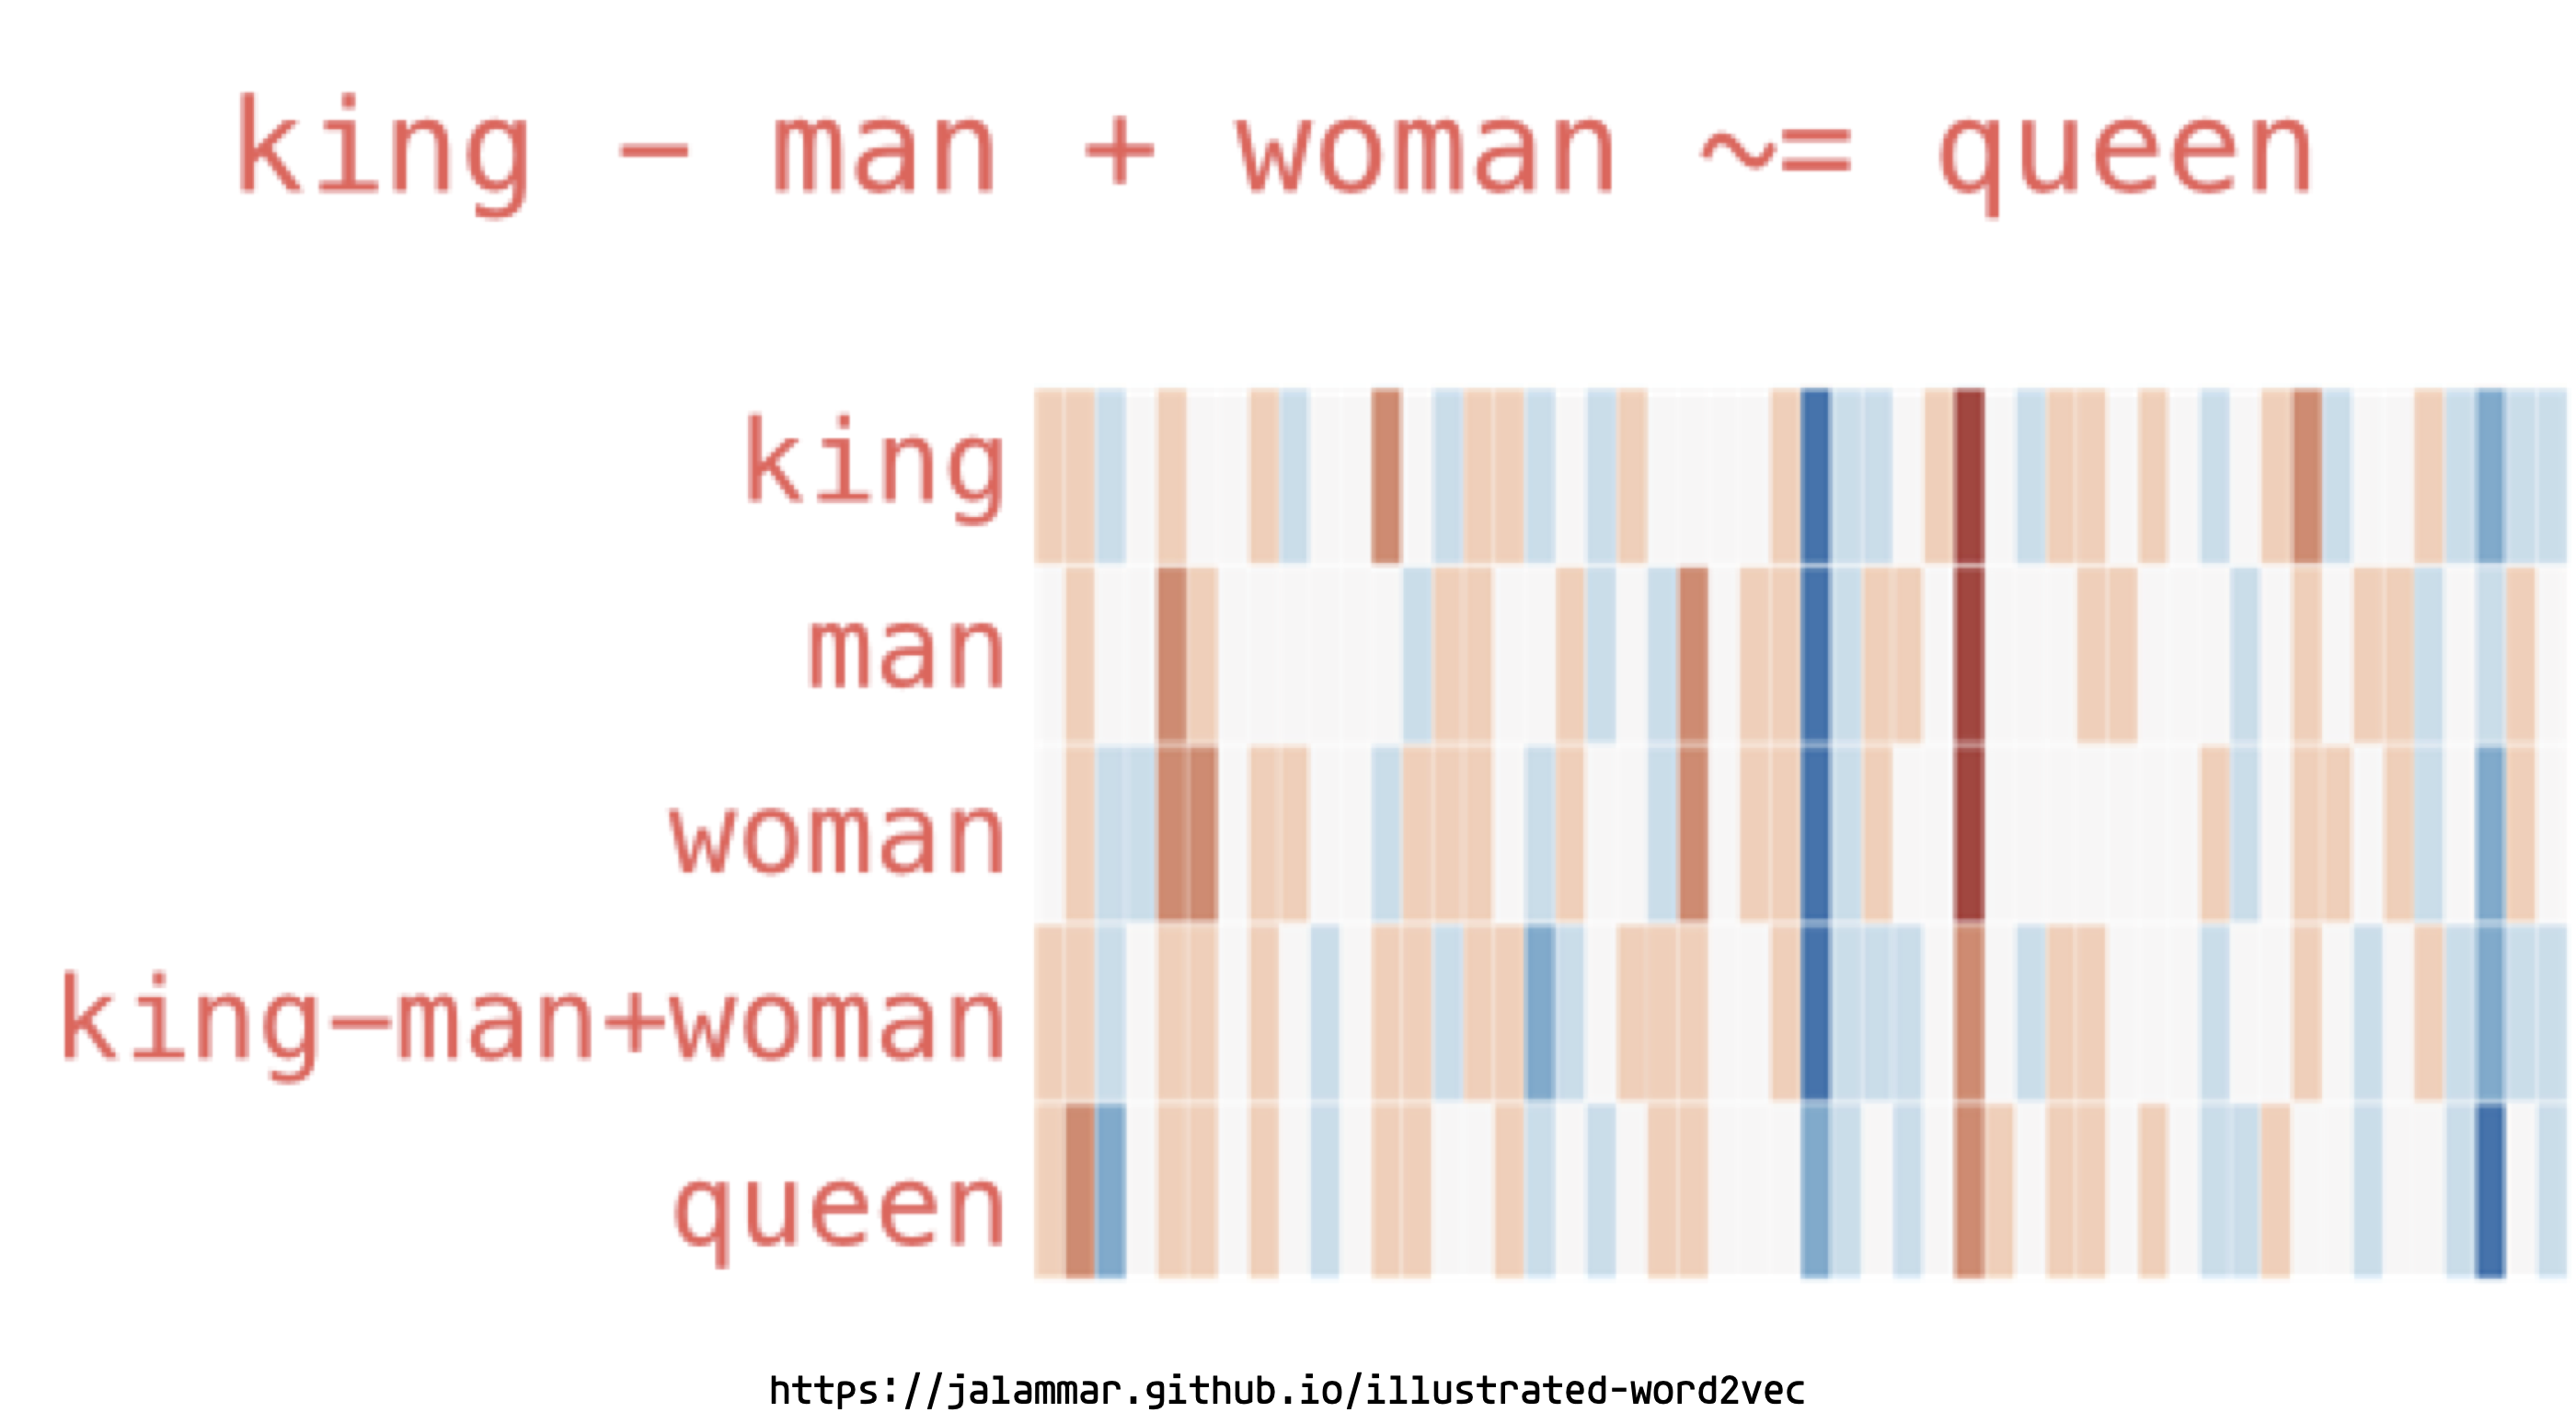 king - man + woman ~= queen
king
man
woman
king-man+woman
queen
https://jalammar.github.io/illustrated-word2vec